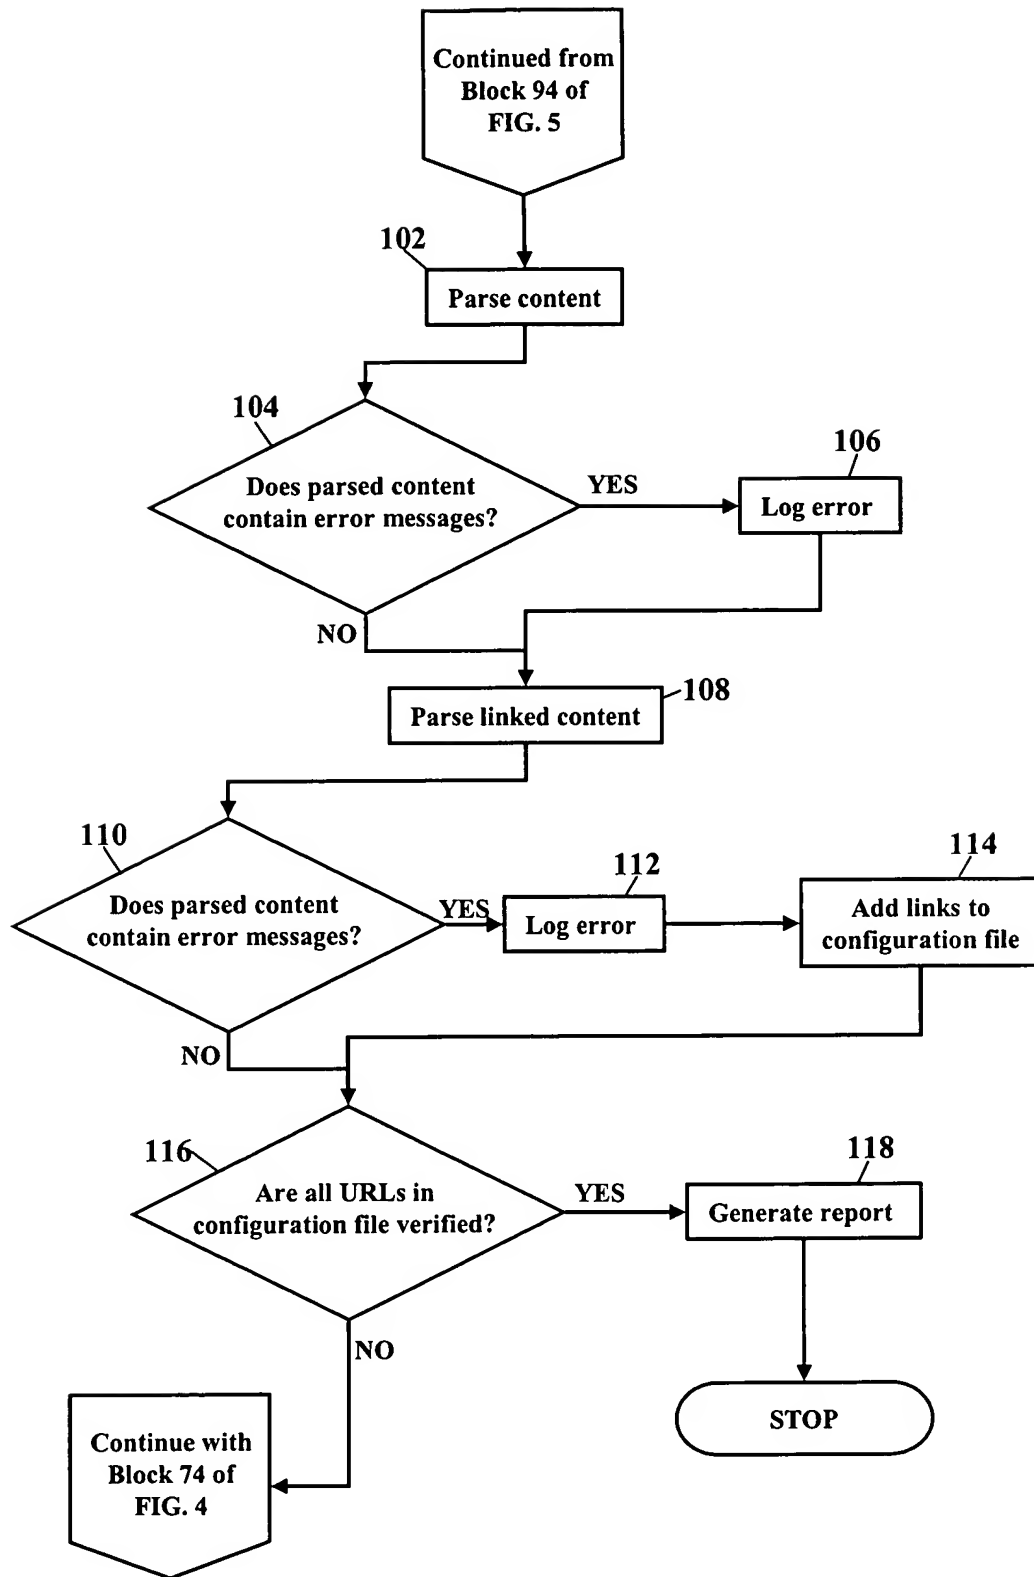 Continued from
Block 94 of
FIG. 5
102
Parse content
104
Does parsed content
contain error messages?
YES
106
Log error
NO
Parse linked content
108
110
Does parsed content
contain error messages?
YES
112
Log error
114
Add links to
configuration file
NO
116
Are all URLs in
configuration file verified?
YES
118
Generate report
NO
STOP
Continue with
Block 74 of
FIG. 4